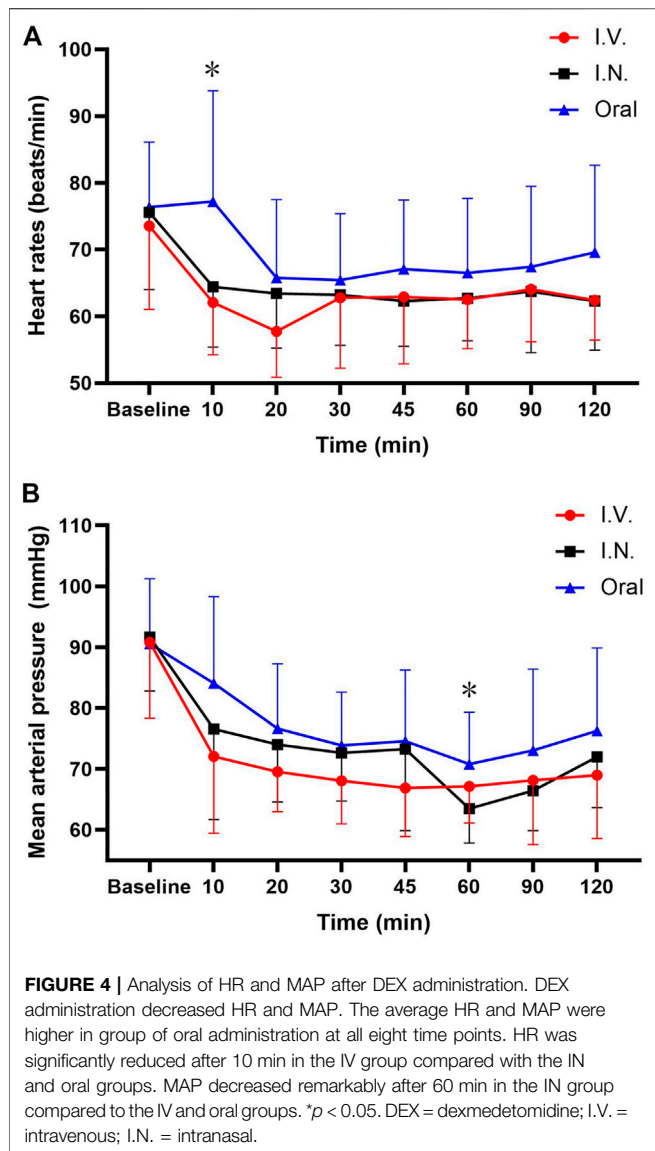 A
Heart rates (beats/min)
100
90
80
70
60
50
*
I.V.
I.N.
Oral
Baseline 10 20 30 45 60 90 120
Time (min)
B
Mean arterial pressure (mmHg)
110
100
90
80
70
60
*
I.V.
I.N.
Oral
Baseline 10 20 30 45 60 90 120
Time (min)
FIGURE 4 | Analysis of HR and MAP after DEX administration. DEX
administration decreased HR and MAP. The average HR and MAP were
higher in group of oral administration at all eight time points. HR was
significantly reduced after 10 min in the IV group compared with the IN
and oral groups. MAP decreased remarkably after 60 min in the IN group
compared to the IV and oral groups. *p < 0.05. DEX = dexmedetomidine; I.V. =
intravenous; I.N. = intranasal.